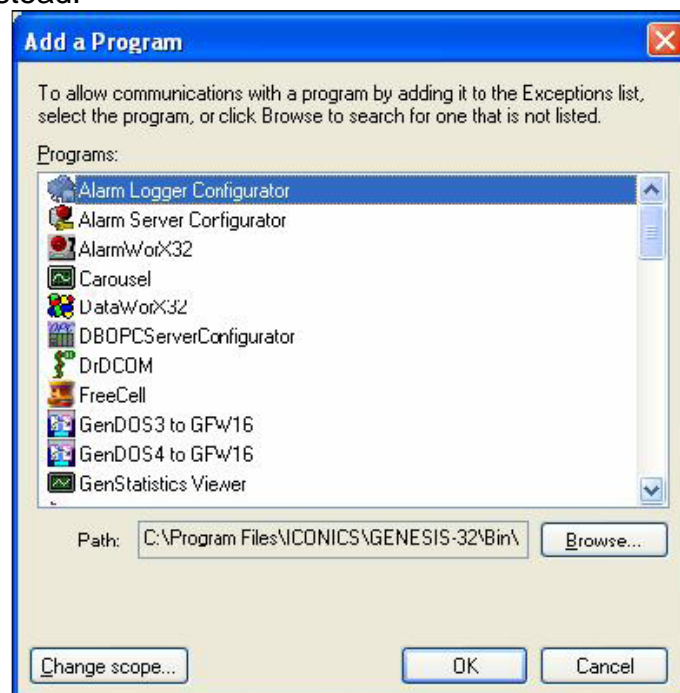 Add a Program
To allow communications with a program by adding it to the Exceptions list,
select the program, or click Browse to search for one that is not listed.
Programs:
Alarm Logger Configurator
Alarm Server Configurator
AlarmWorX32
Carousel
DataWorX32
DBOPCServerConfigurator
DrDCOM
FreeCell
GenDOS3 to GFW16
GenDOS4 to GFW16
GenStatistics Viewer
Path: C:\Program Files\ICONICS\GENESIS-32\Bin\ Browse...
Change scope... OK Cancel